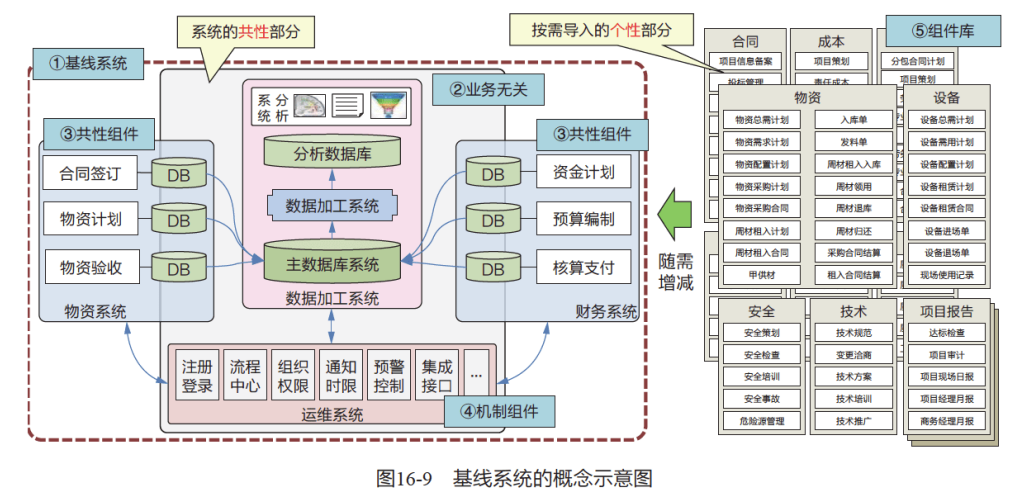 系统的共性部分
按需导入的个性部分
①基线系统
②业务无关
③共性组件
③共性组件
④机制组件
⑤组件库
系统
分析
分析数据库
数据加工系统
主数据库系统
数据加工系统
合同签订
DB
物资计划
DB
物资验收
DB
物资系统
DB
资金计划
DB
预算编制
DB
核算支付
财务系统
注册
登录
流程
中心
组织
权限
通知
时限
预警
控制
集成
接口
...
运维系统
随需
增减
合同
项目信息备案
投标管理
成本
项目策划
责任成本
分包合同计划
项目策划
物资
物资总需计划
物资需求计划
物资配置计划
物资采购计划
物资采购合同
周材租入计划
周材租入合同
甲供材
入库单
发料单
周材租入入库
周材领用
周材退库
周材归还
采购合同结算
租入合同结算
设备
设备总需计划
设备需用计划
设备配置计划
设备租赁计划
设备租赁合同
设备进场单
设备退场单
现场使用记录
安全
安全策划
安全检查
安全培训
安全事故
危险源管理
技术
技术规范
变更洽商
技术方案
技术培训
技术推广
项目报告
达标检查
项目审计
项目现场日报
项目经理月报
商务经理月报
图16-9 基线系统的概念示意图